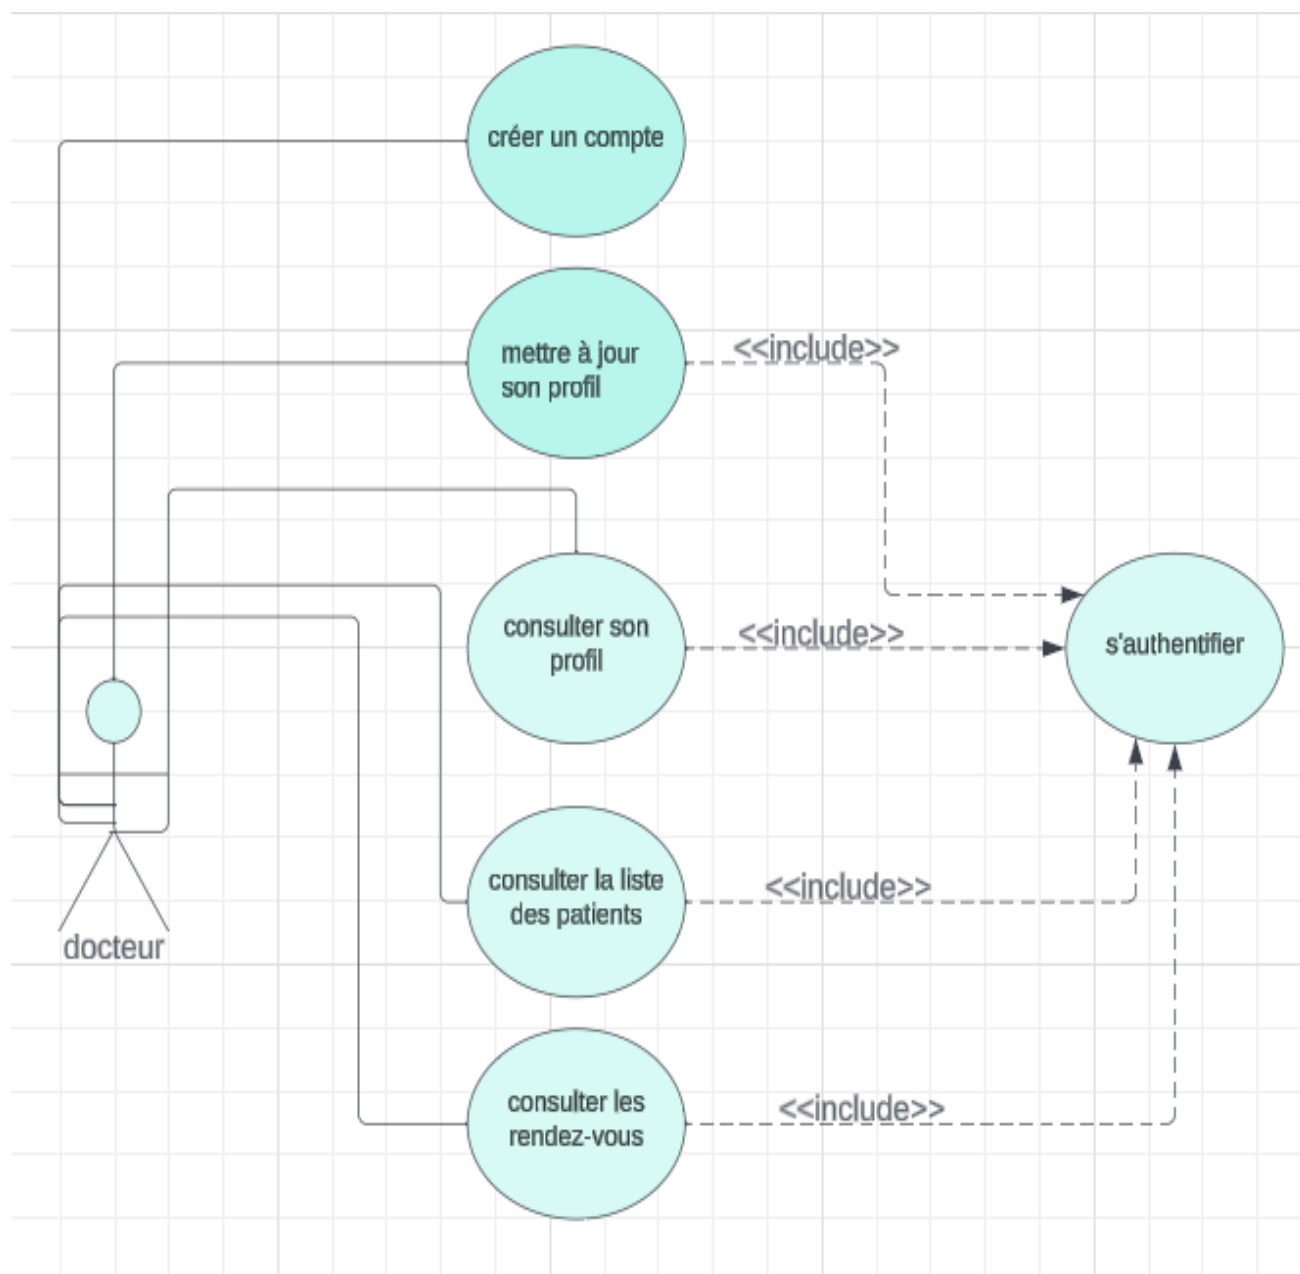 créer un compte
mettre à jour
son profil
<<include>>
consulter son
profil
<<include>>
s'authentifier
consulter la liste
des patients
<<include>>
docteur
consulter les
rendez-vous
<<include>>